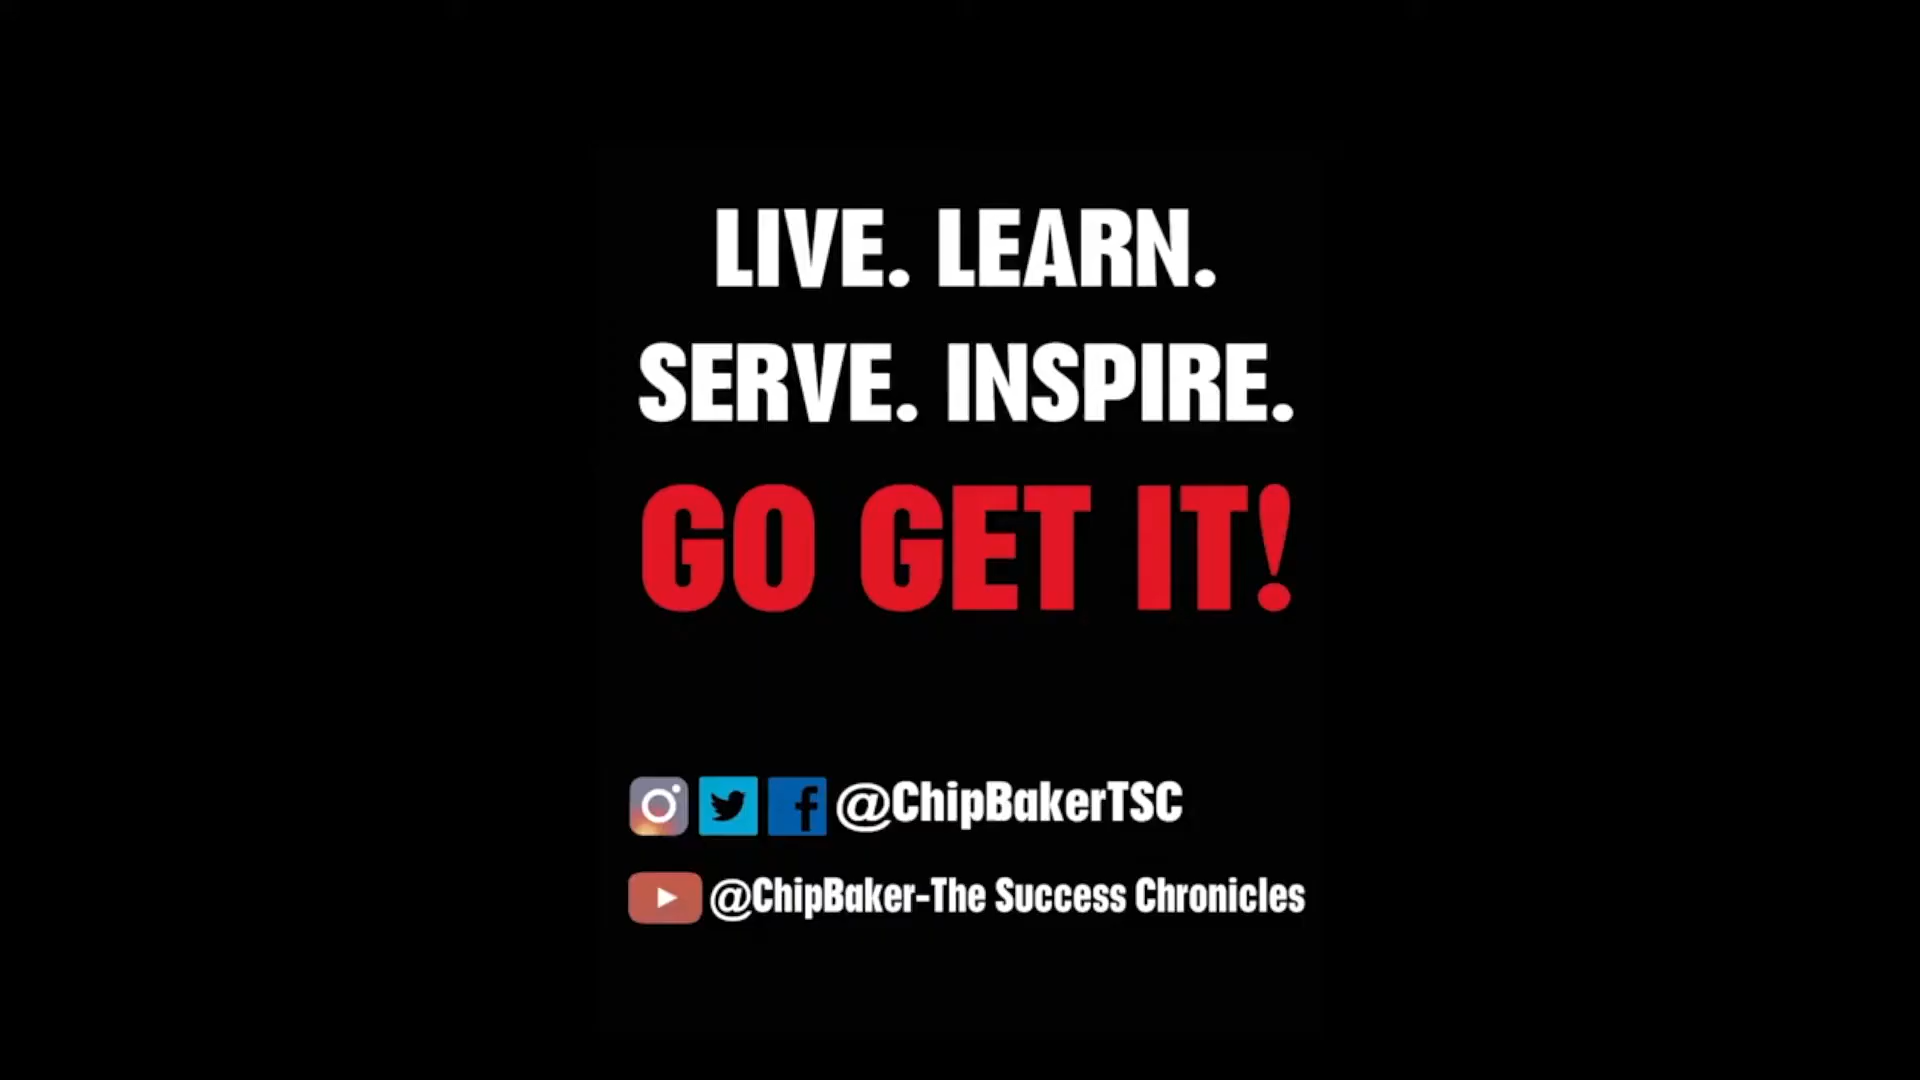 LIVE. LEARN.
SERVE. INSPIRE.
GO GET IT!
@ChipBakerTSC
@ChipBaker-The Success Chronicles